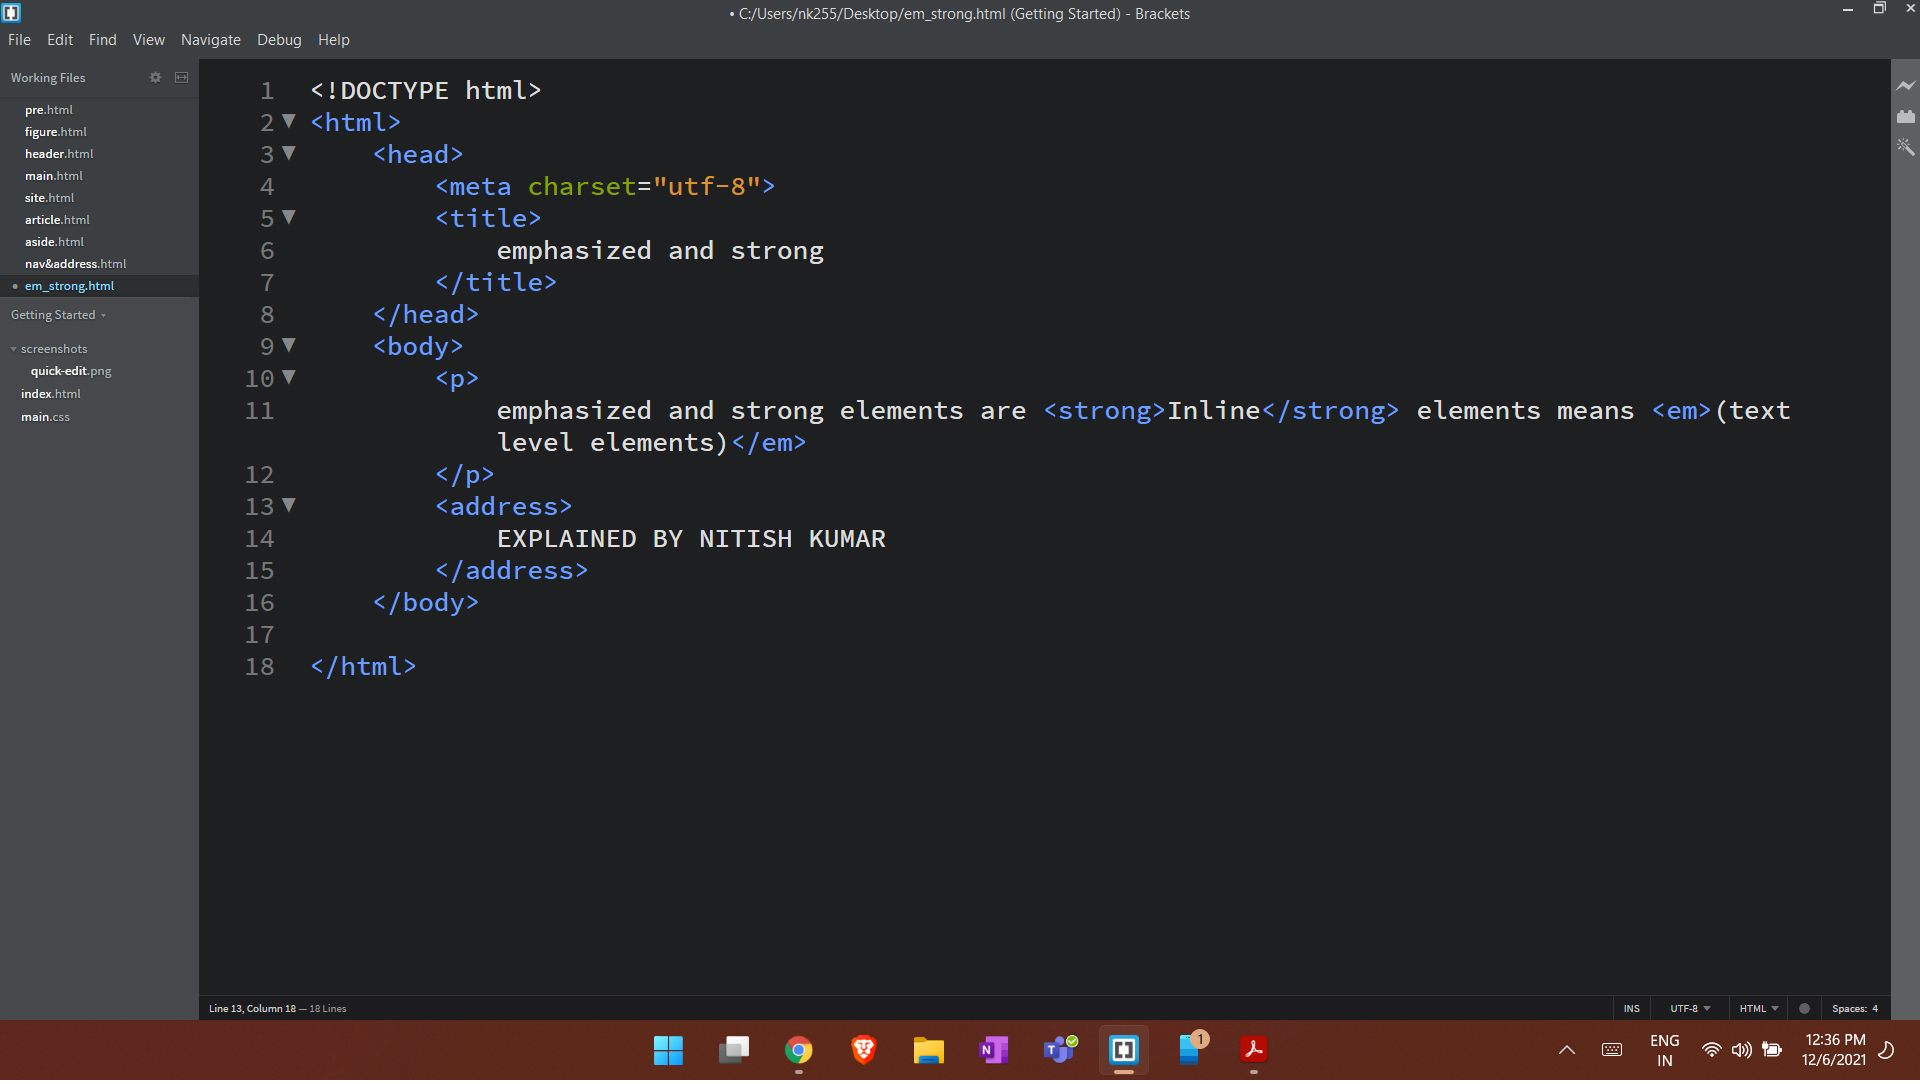 • C:/Users/nk255/Desktop/em_strong.html (Getting Started) - Brackets
File Edit Find View Navigate Debug Help
Working Files
pre.html
figure.html
header.html
main.html
site.html
article.html
aside.html
nav&address.html
em_strong.html
Getting Started
screenshots
quick-edit.png
index.html
main.css
1 <!DOCTYPE html>
2 <html>
3 <head>
4 <meta charset="utf-8">
5 <title>
6 emphasized and strong
7 </title>
8 </head>
9 <body>
10 <p>
11 emphasized and strong elements are <strong>Inline</strong> elements means <em>(text
level elements)</em>
12 </p>
13 <address>
14 EXPLAINED BY NITISH KUMAR
15 </address>
16 </body>
17
18 </html>
Line 13, Column 18 — 18 Lines
INS UTF-8 HTML Spaces: 4
1
ENG
IN
12:36 PM
12/6/2021